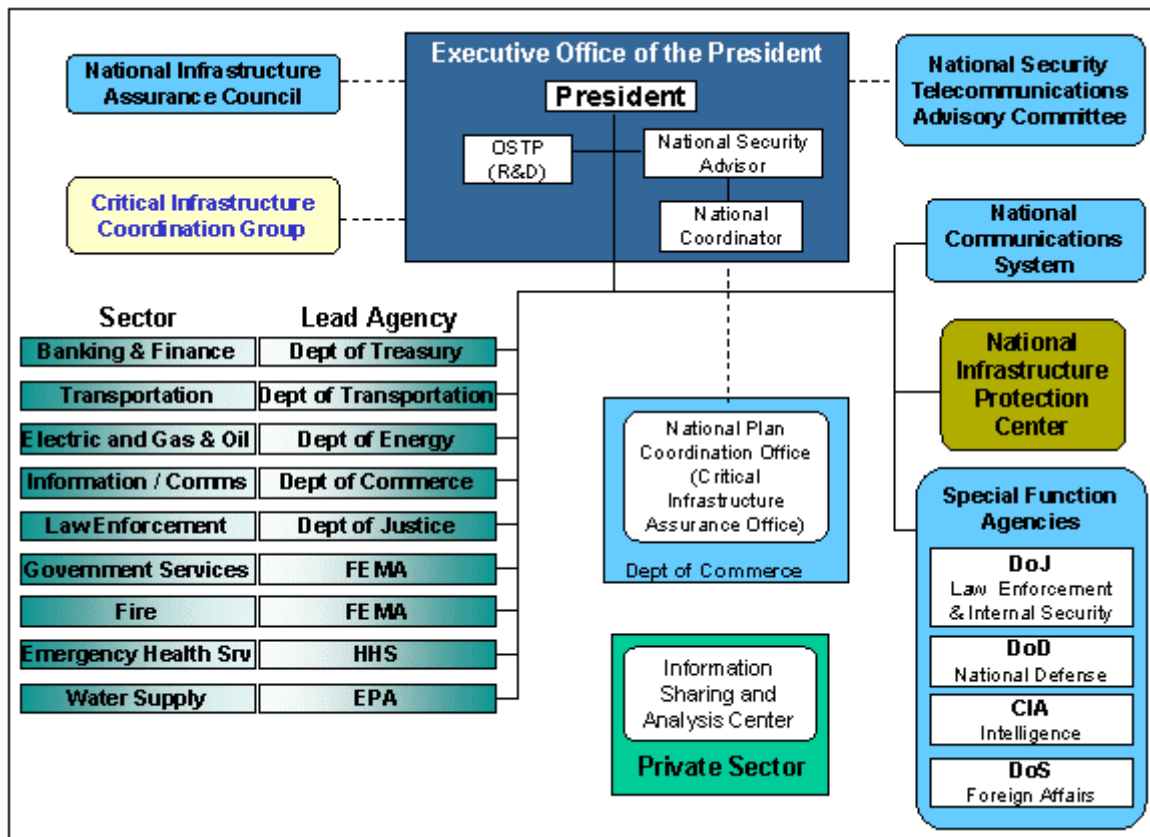 Executive Office of the President
National Infrastructure
Assurance Council
National Security
Telecommunications
Advisory Committee
President
OSTP
(R&D)
National Security
Advisor
Critical Infrastructure
Coordination Group
National
Coordinator
National
Communications
System
Sector
Lead Agency
Banking & Finance
Dept of Treasury
Transportation
Dept of Transportation
Electric and Gas & Oil
Dept of Energy
Information / Comms
Dept of Commerce
Law Enforcement
Dept of Justice
Government Services
FEMA
Fire
FEMA
Emergency Health Srv
HHS
Water Supply
EPA
National Plan
Coordination Office
(Critical
Infrastructure
Assurance Office)
Dept of Commerce
Information
Sharing and
Analysis Center
Private Sector
National
Infrastructure
Protection
Center
Special Function
Agencies
DoJ
Law Enforcement
& Internal Security
DoD
National Defense
CIA
Intelligence
DoS
Foreign Affairs